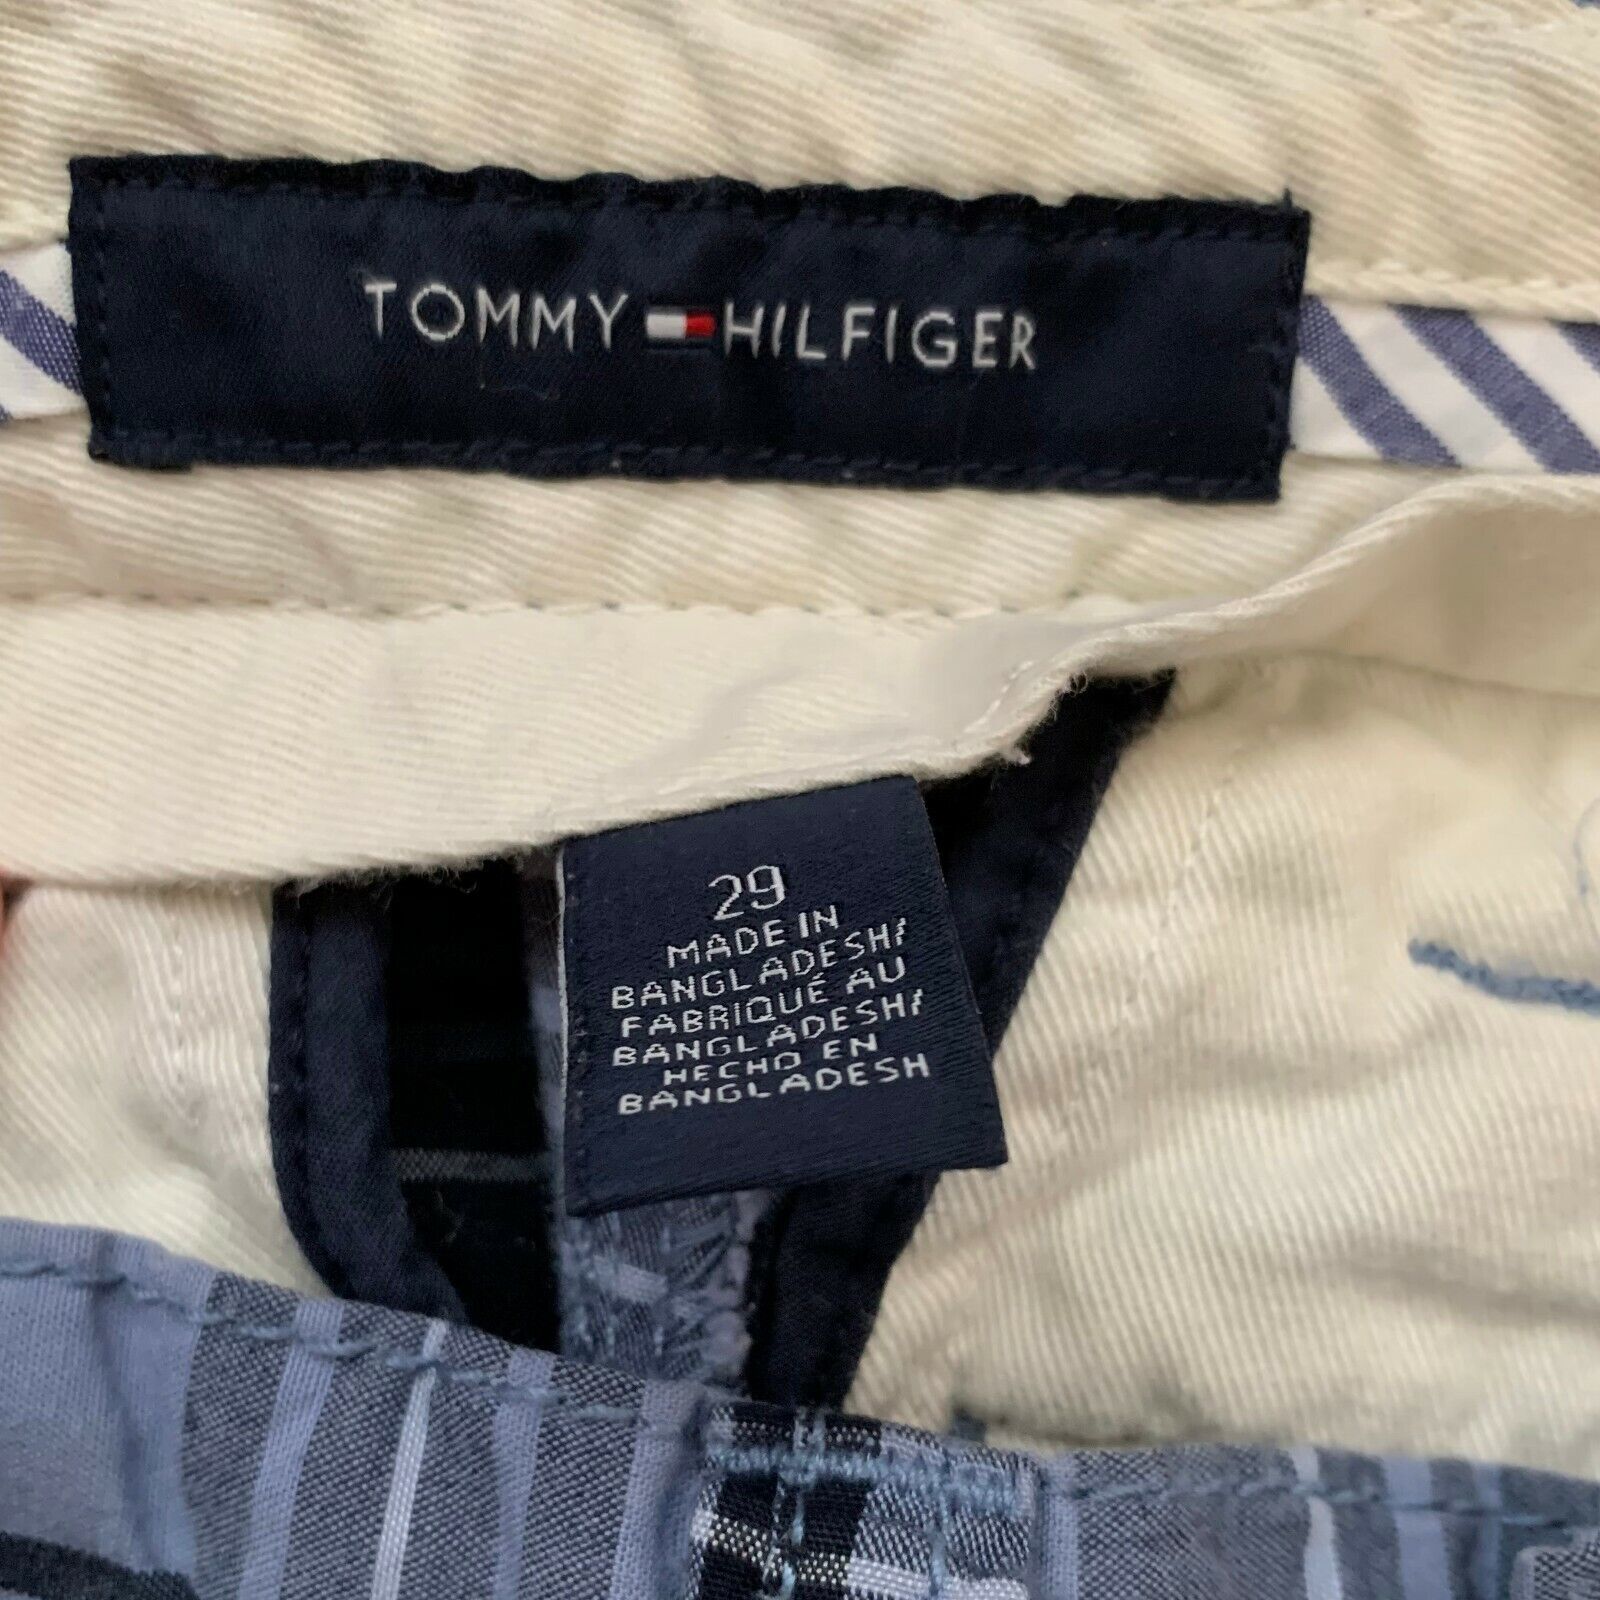 TOMMY HILFIGER
29
MADE IN
BANGLADESH/
FABRIQUÉ AU
BANGLADESH/
HECHO EN
BANGLADESH